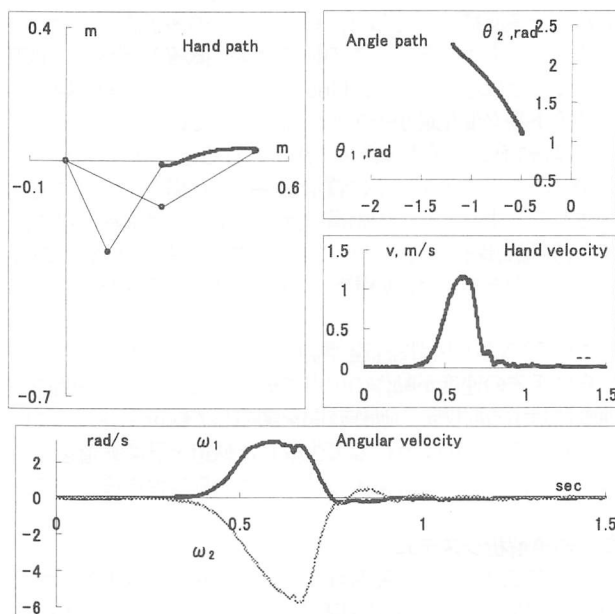 0.4
m
Hand path
m
-0.1
0.6
-0.7
Angle path
θ2 ,rad
2.5
2
1.5
1
0.5
θ1 ,rad
-2 -1.5 -1 -0.5 0
v, m/s
Hand velocity
1.5
1
0.5
0
--
0 0.5 1 1.5
rad/s
ω1
Angular velocity
2
sec
0
0 0.5 1 1.5
-2
-4
ω2
-6